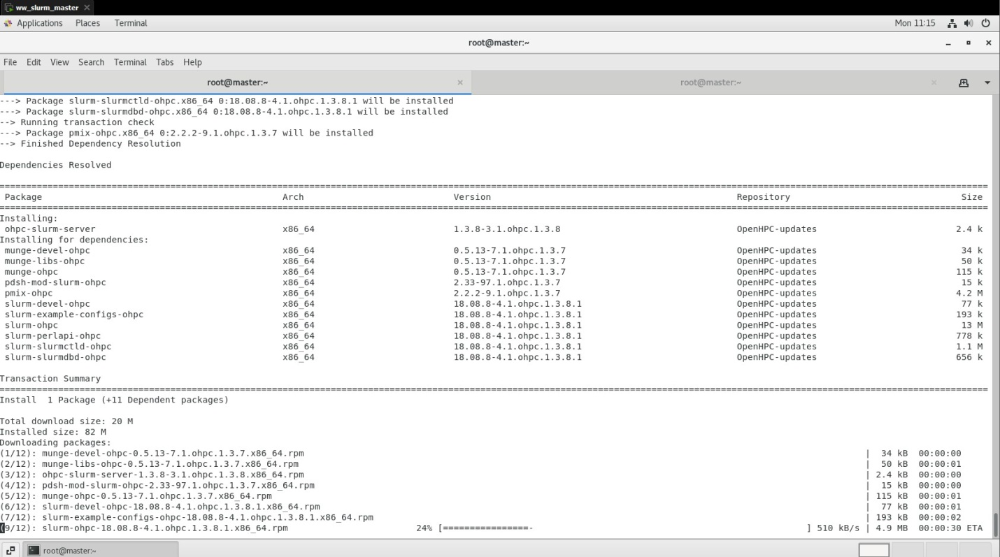 ww_slurm_master
Applications Places Terminal Mon 11:15
root@master:~
File Edit View Search Terminal Tabs Help
root@master:~ root@master:~
---> Package slurm-slurmctld-ohpc.x86_64 0:18.08.8-4.1.ohpc.1.3.8.1 will be installed
---> Package slurm-slurmdbd-ohpc.x86_64 0:18.08.8-4.1.ohpc.1.3.8.1 will be installed
--> Running transaction check
---> Package pmix-ohpc.x86_64 0:2.2.2-9.1.ohpc.1.3.7 will be installed
--> Finished Dependency Resolution
Dependencies Resolved
Package Arch Version Repository Size
Installing:
ohpc-slurm-server x86_64 1.3.8-3.1.ohpc.1.3.8 OpenHPC-updates 2.4 k
Installing for dependencies:
munge-devel-ohpc x86_64 0.5.13-7.1.ohpc.1.3.7 OpenHPC-updates 34 k
munge-libs-ohpc x86_64 0.5.13-7.1.ohpc.1.3.7 OpenHPC-updates 50 k
munge-ohpc x86_64 0.5.13-7.1.ohpc.1.3.7 OpenHPC-updates 115 k
pdsh-mod-slurm-ohpc x86_64 2.33-97.1.ohpc.1.3.7 OpenHPC-updates 15 k
pmix-ohpc x86_64 2.2.2-9.1.ohpc.1.3.7 OpenHPC-updates 4.2 M
slurm-devel-ohpc x86_64 18.08.8-4.1.ohpc.1.3.8.1 OpenHPC-updates 77 k
slurm-example-configs-ohpc x86_64 18.08.8-4.1.ohpc.1.3.8.1 OpenHPC-updates 193 k
slurm-ohpc x86_64 18.08.8-4.1.ohpc.1.3.8.1 OpenHPC-updates 13 M
slurm-perlapi-ohpc x86_64 18.08.8-4.1.ohpc.1.3.8.1 OpenHPC-updates 778 k
slurm-slurmctld-ohpc x86_64 18.08.8-4.1.ohpc.1.3.8.1 OpenHPC-updates 1.1 M
slurm-slurmdbd-ohpc x86_64 18.08.8-4.1.ohpc.1.3.8.1 OpenHPC-updates 656 k
Transaction Summary
Install 1 Package (+11 Dependent packages)
Total download size: 20 M
Installed size: 82 M
Downloading packages:
(1/12): munge-devel-ohpc-0.5.13-7.1.ohpc.1.3.7.x86_64.rpm | 34 kB 00:00:00
(2/12): munge-libs-ohpc-0.5.13-7.1.ohpc.1.3.7.x86_64.rpm | 50 kB 00:00:01
(3/12): ohpc-slurm-server-1.3.8-3.1.ohpc.1.3.8.x86_64.rpm | 2.4 kB 00:00:00
(4/12): pdsh-mod-slurm-ohpc-2.33-97.1.ohpc.1.3.7.x86_64.rpm | 15 kB 00:00:00
(5/12): munge-ohpc-0.5.13-7.1.ohpc.1.3.7.x86_64.rpm | 115 kB 00:00:01
(6/12): slurm-devel-ohpc-18.08.8-4.1.ohpc.1.3.8.1.x86_64.rpm | 77 kB 00:00:01
(7/12): slurm-example-configs-ohpc-18.08.8-4.1.ohpc.1.3.8.1.x86_64.rpm | 193 kB 00:00:02
(9/12): slurm-ohpc-18.08.8-4.1.ohpc.1.3.8.1.x86_64.rpm 24% [================- ] 510 kB/s | 4.9 MB 00:00:30 ETA
root@master:~